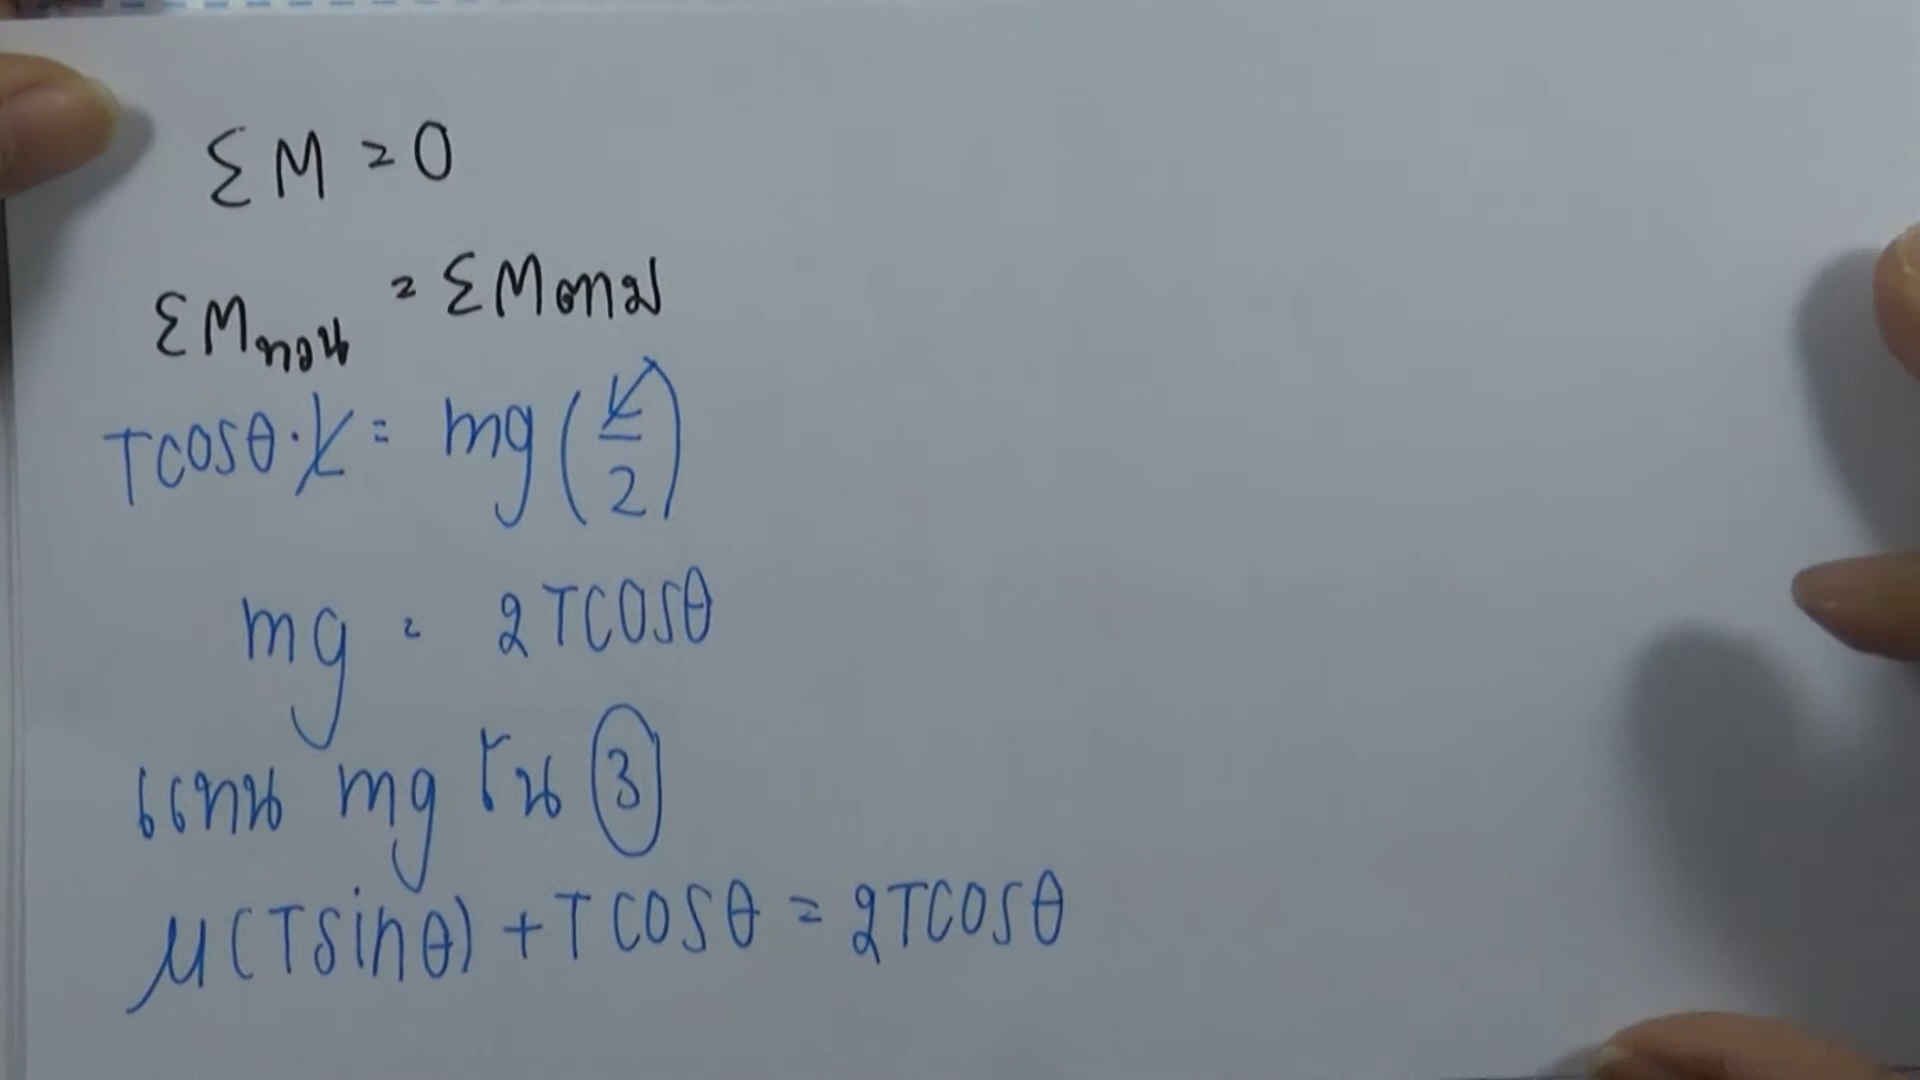 ΣM = 0
ΣMทวน = ΣMตาม
Tcosθ·L = mg(L/2)
mg = 2Tcosθ
แทน mg ใน ③
μ(Tsinθ) + Tcosθ = 2Tcosθ